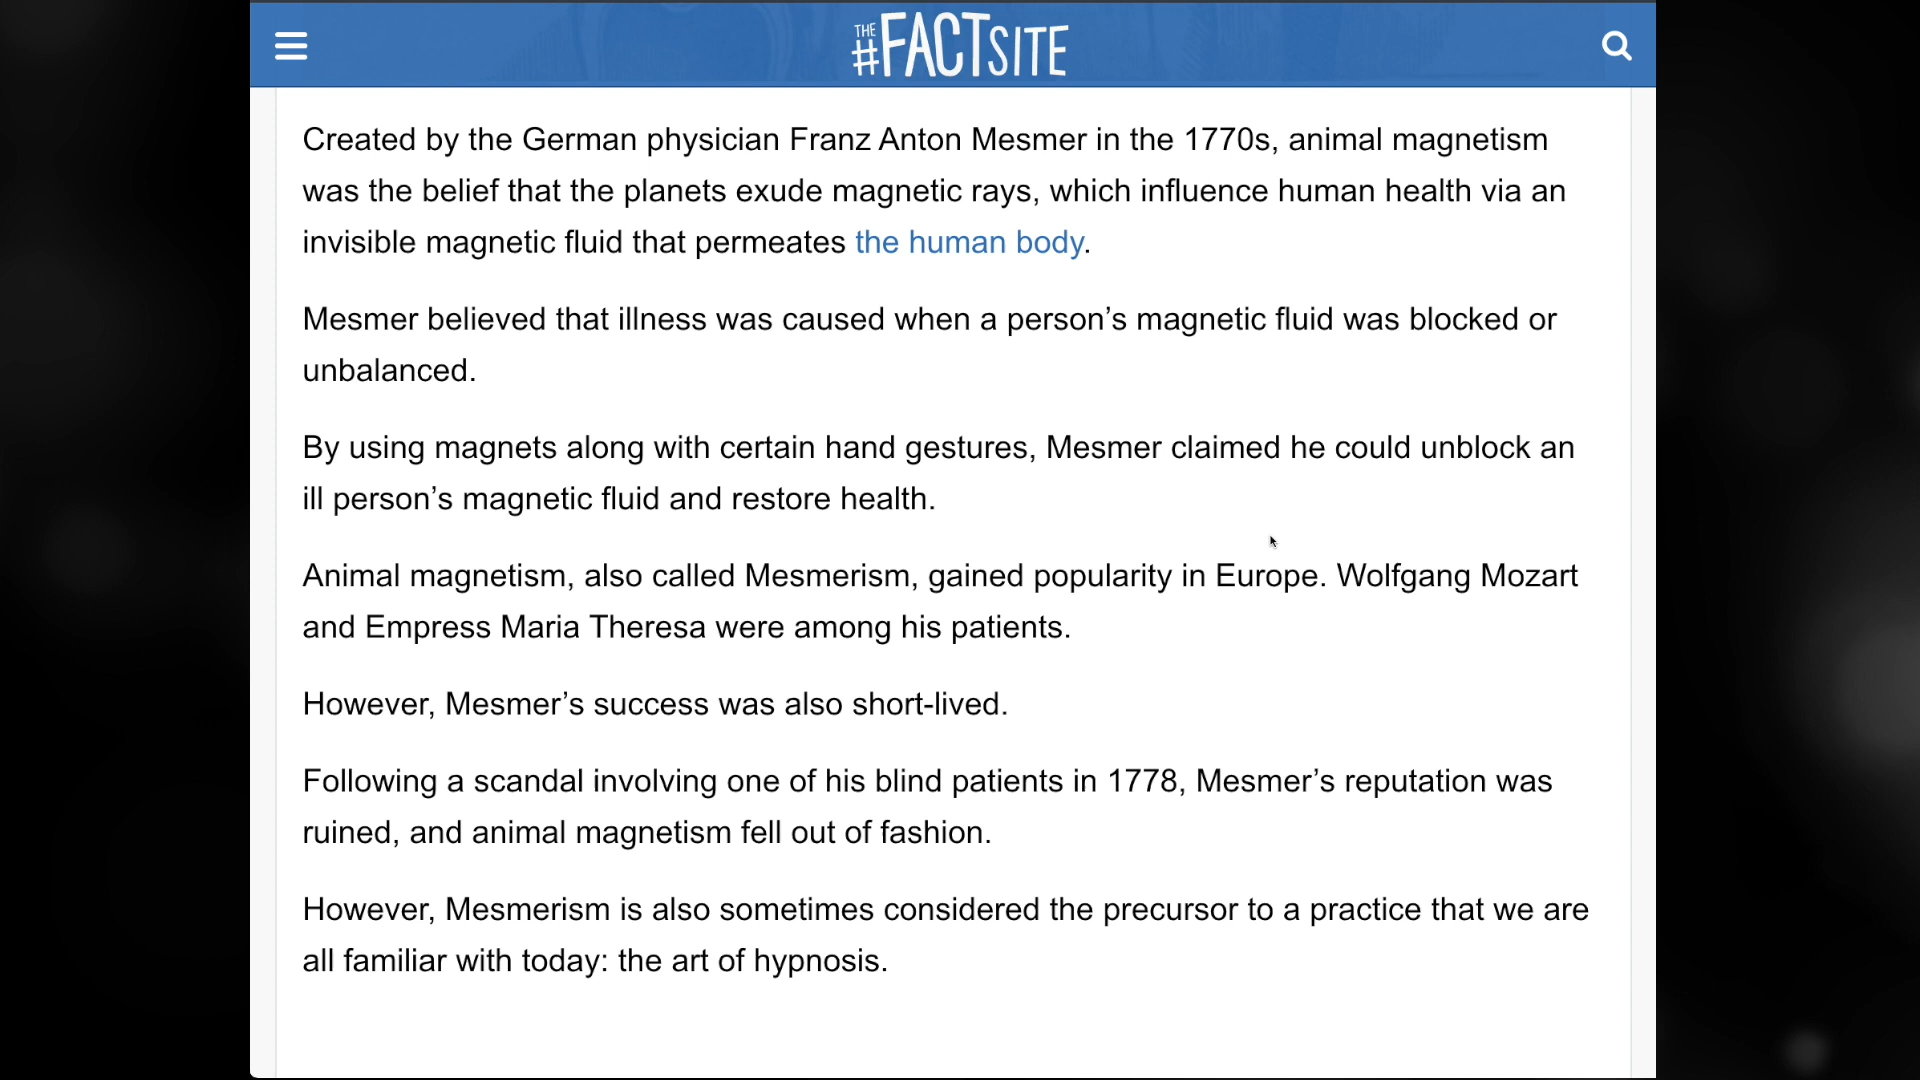 THE #FACTSITE
Created by the German physician Franz Anton Mesmer in the 1770s, animal magnetism
was the belief that the planets exude magnetic rays, which influence human health via an
invisible magnetic fluid that permeates the human body.
Mesmer believed that illness was caused when a person’s magnetic fluid was blocked or
unbalanced.
By using magnets along with certain hand gestures, Mesmer claimed he could unblock an
ill person’s magnetic fluid and restore health.
Animal magnetism, also called Mesmerism, gained popularity in Europe. Wolfgang Mozart
and Empress Maria Theresa were among his patients.
However, Mesmer’s success was also short-lived.
Following a scandal involving one of his blind patients in 1778, Mesmer’s reputation was
ruined, and animal magnetism fell out of fashion.
However, Mesmerism is also sometimes considered the precursor to a practice that we are
all familiar with today: the art of hypnosis.